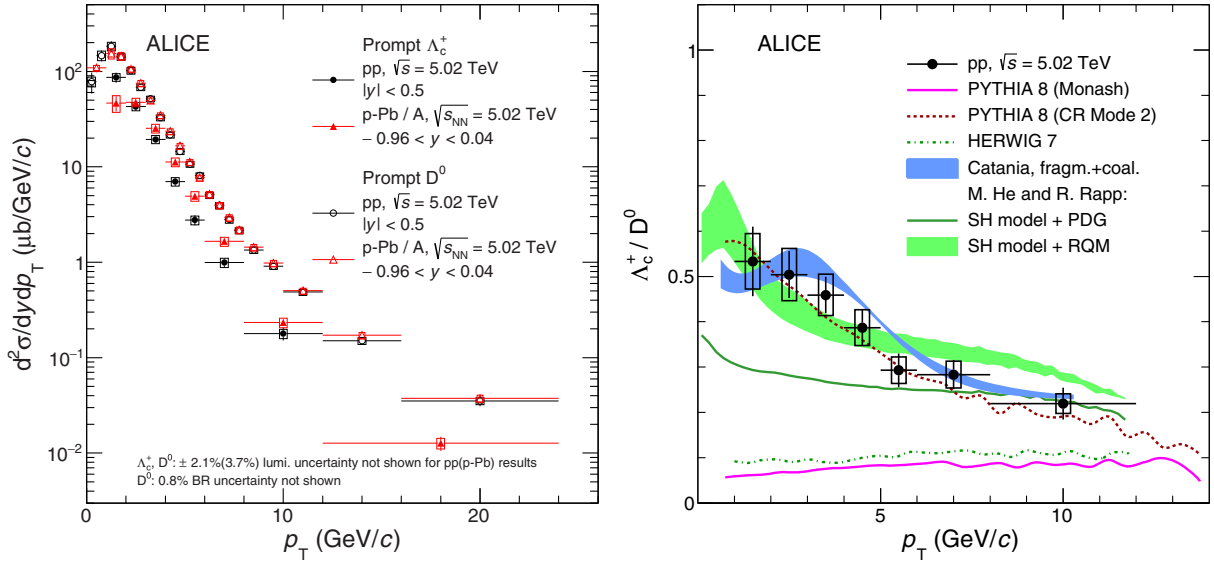 ALICE
Prompt Λc+
pp, √s = 5.02 TeV
|y| < 0.5
p-Pb / A, √sNN = 5.02 TeV
− 0.96 < y < 0.04
Prompt D0
pp, √s = 5.02 TeV
|y| < 0.5
p-Pb / A, √sNN = 5.02 TeV
− 0.96 < y < 0.04
d2σ/dydpT (μb/GeV/c)
10²
10
1
10⁻¹
10⁻²
Λc+, D0: ± 2.1%(3.7%) lumi. uncertainty not shown for pp(p-Pb) results
D0: 0.8% BR uncertainty not shown
0 10 20
pT (GeV/c)
ALICE
pp, √s = 5.02 TeV
PYTHIA 8 (Monash)
PYTHIA 8 (CR Mode 2)
HERWIG 7
Catania, fragm.+coal.
M. He and R. Rapp:
SH model + PDG
SH model + RQM
Λc+ / D0
1
0.5
0
0 5 10
pT (GeV/c)